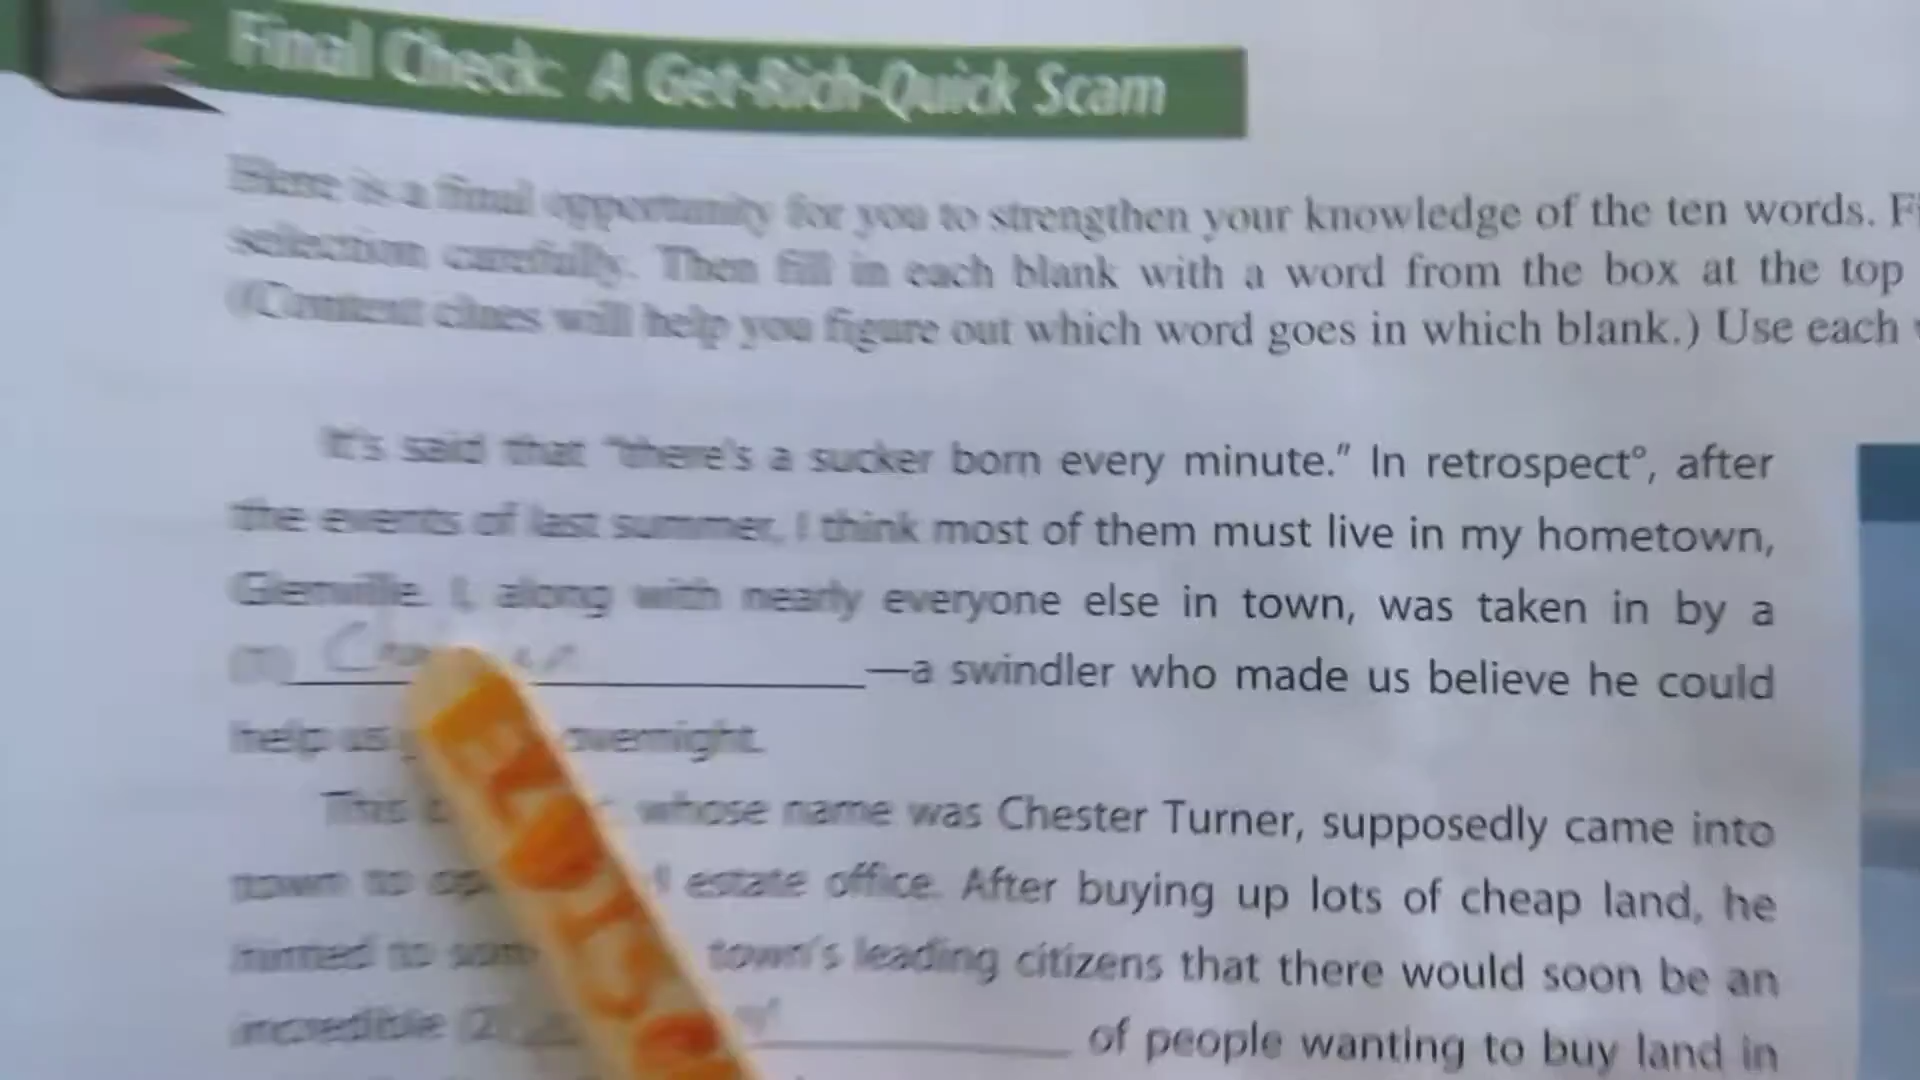 Final Check: A Get-Rich-Quick Scam
Here is a final opportunity for you to strengthen your knowledge of the ten words.
selection carefully. Then fill in each blank with a word from the box at the top
(Context clues will help you figure out which word goes in which blank.) Use each
It's said that "there's a sucker born every minute." In retrospect°, after
the events of last summer, I think most of them must live in my hometown,
Glenville. I, along with nearly everyone else in town, was taken in by a
(1) —a swindler who made us believe he could
help us overnight.
This whose name was Chester Turner, supposedly came into
town to estate office. After buying up lots of cheap land, he
hinted to town's leading citizens that there would soon be an
incredible (2) of people wanting to buy land in